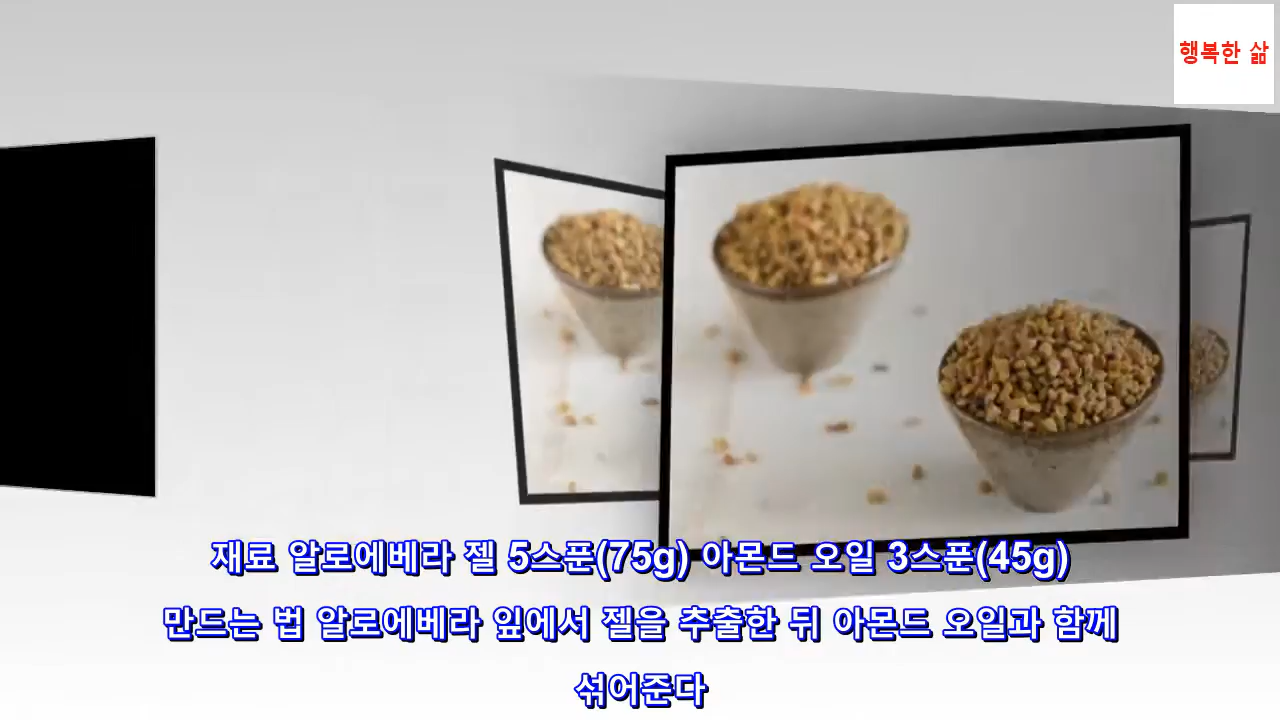 행복한 삶
재료 알로에베라 젤 5스푼(75g) 아몬드 오일 3스푼(45g)
만드는 법 알로에베라 잎에서 젤을 추출한 뒤 아몬드 오일과 함께
섞어준다